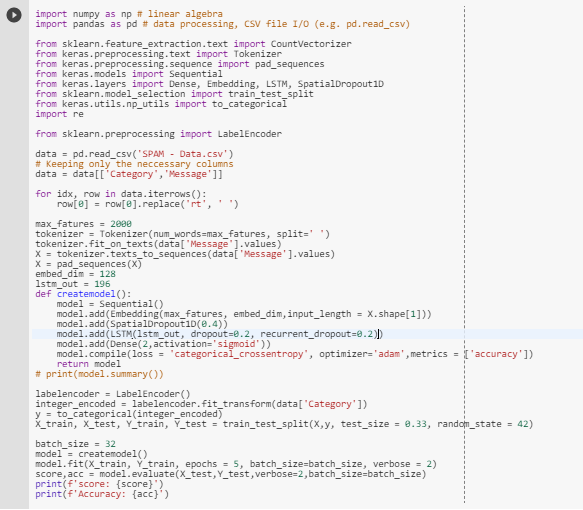 import numpy as np # linear algebra
import pandas as pd # data processing, CSV file I/O (e.g. pd.read_csv)
from sklearn.feature_extraction.text import CountVectorizer
from keras.preprocessing.text import Tokenizer
from keras.preprocessing.sequence import pad_sequences
from keras.models import Sequential
from keras.layers import Dense, Embedding, LSTM, SpatialDropout1D
from sklearn.model_selection import train_test_split
from keras.utils.np_utils import to_categorical
import re
from sklearn.preprocessing import LabelEncoder
data = pd.read_csv('SPAM - Data.csv')
# Keeping only the neccessary columns
data = data[['Category','Message']]
for idx, row in data.iterrows():
    row[0] = row[0].replace('rt', ' ')
max_fatures = 2000
tokenizer = Tokenizer(num_words=max_fatures, split=' ')
tokenizer.fit_on_texts(data['Message'].values)
X = tokenizer.texts_to_sequences(data['Message'].values)
X = pad_sequences(X)
embed_dim = 128
lstm_out = 196
def createmodel():
    model = Sequential()
    model.add(Embedding(max_fatures, embed_dim,input_length = X.shape[1]))
    model.add(SpatialDropout1D(0.4))
    model.add(LSTM(lstm_out, dropout=0.2, recurrent_dropout=0.2))
    model.add(Dense(2,activation='sigmoid'))
    model.compile(loss = 'categorical_crossentropy', optimizer='adam',metrics = ['accuracy'])
    return model
# print(model.summary())
labelencoder = LabelEncoder()
integer_encoded = labelencoder.fit_transform(data['Category'])
y = to_categorical(integer_encoded)
X_train, X_test, Y_train, Y_test = train_test_split(X,y, test_size = 0.33, random_state = 42)
batch_size = 32
model = createmodel()
model.fit(X_train, Y_train, epochs = 5, batch_size=batch_size, verbose = 2)
score,acc = model.evaluate(X_test,Y_test,verbose=2,batch_size=batch_size)
print(f'score: {score}')
print(f'Accuracy: {acc}')